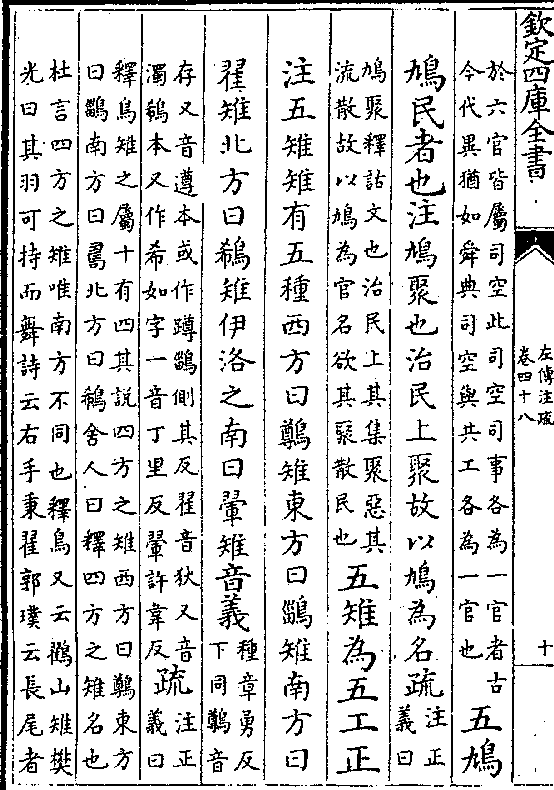 欽定四庫全書
左傳注疏
卷四十八
十
於六官皆屬司空此司空司事各為一官者古
今代異猶如舜典司空與共工各為一官也
五鳩
鳩民者也注鳩聚也治民上聚故以鳩為名疏
注正
義曰
鳩聚釋詁文也治民上其集聚惡其
流散故以鳩為官名欲其聚散民也
五雉為五工正
注五雉雉有五種西方曰鷷雉東方曰鶅雉南方曰
翟雉北方曰鵗雉伊洛之南曰翬雉音義
種章勇反
下同鷷音
存又音遵本或作蹲鶅側其反翟音狄又音
濁鵗本又作希如字一音丁里反翬許韋反
疏
注正
義曰
釋鳥雉之屬十有四其說四方之雉西方曰鷷東方
曰鶅南方曰𠷎北方曰鵗舍人曰釋四方之雉名也
杜言四方之雉唯南方不同也釋鳥又云鸐山雉樊
光曰其羽可持而舞詩云右手秉翟郭璞云長尾者